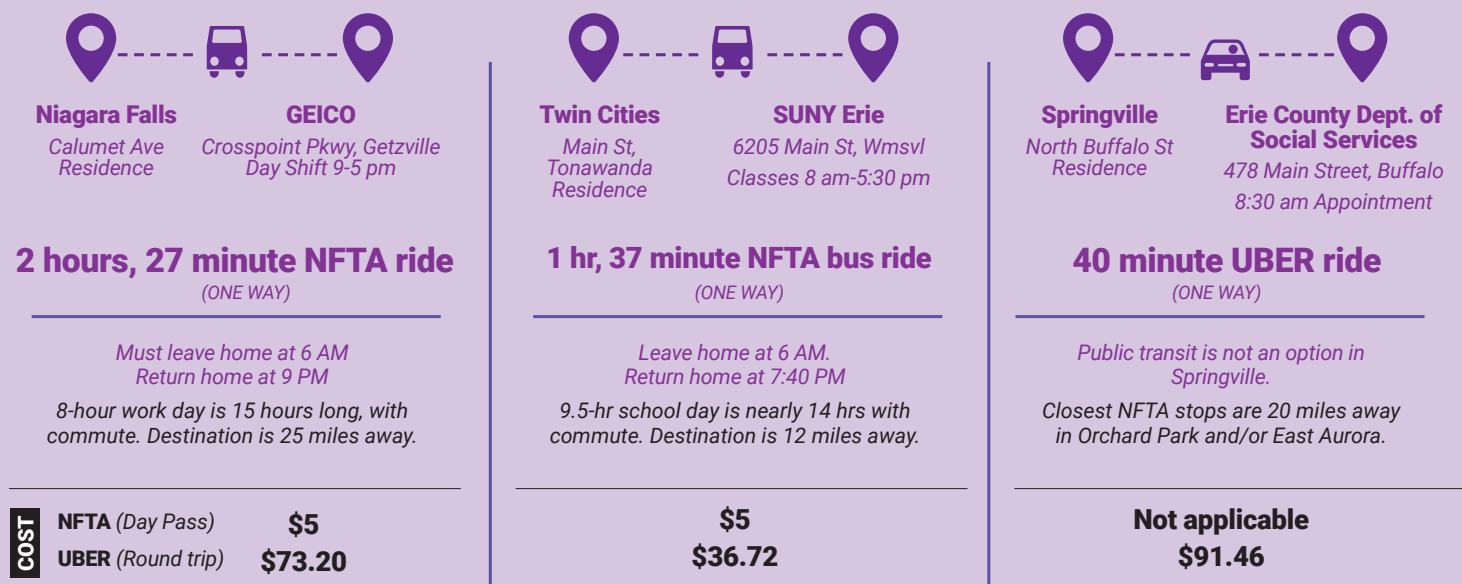 Niagara Falls
Calumet Ave
Residence
GEICO
Crosspoint Pkwy, Getzville
Day Shift 9-5 pm
2 hours, 27 minute NFTA ride
(ONE WAY)
Must leave home at 6 AM
Return home at 9 PM
8-hour work day is 15 hours long, with
commute. Destination is 25 miles away.
Twin Cities
Main St,
Tonawanda
Residence
SUNY Erie
6205 Main St, Wmsvl
Classes 8 am-5:30 pm
1 hr, 37 minute NFTA bus ride
(ONE WAY)
Leave home at 6 AM.
Return home at 7:40 PM
9.5-hr school day is nearly 14 hrs with
commute. Destination is 12 miles away.
Springville
North Buffalo St
Residence
Erie County Dept. of
Social Services
478 Main Street, Buffalo
8:30 am Appointment
40 minute UBER ride
(ONE WAY)
Public transit is not an option in
Springville.
Closest NFTA stops are 20 miles away
in Orchard Park and/or East Aurora.
COST
NFTA (Day Pass) $5 $5 Not applicable
UBER (Round trip) $73.20 $36.72 $91.46